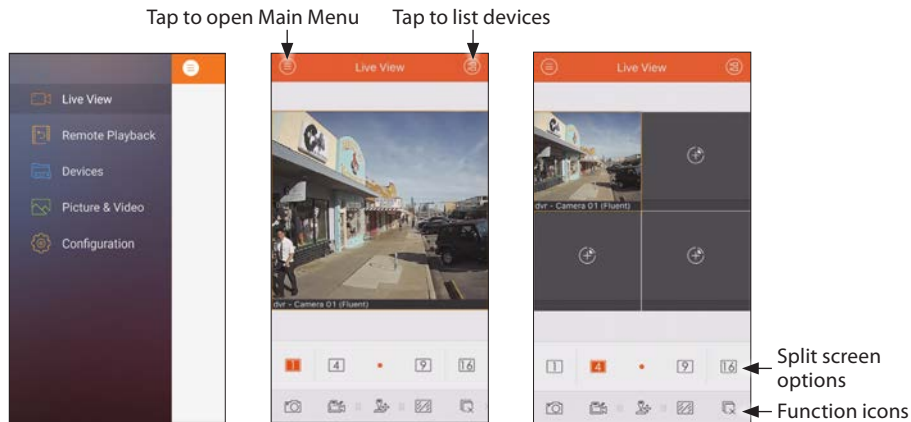 Tap to open Main Menu
Tap to list devices
Live View
Remote Playback
Devices
Picture & Video
Configuration
Live View
dvr - Camera 01 (Fluent)
1 4 9 16
Live View
dvr - Camera 01 (Fluent)
1 4 9 16
Split screen
options
Function icons